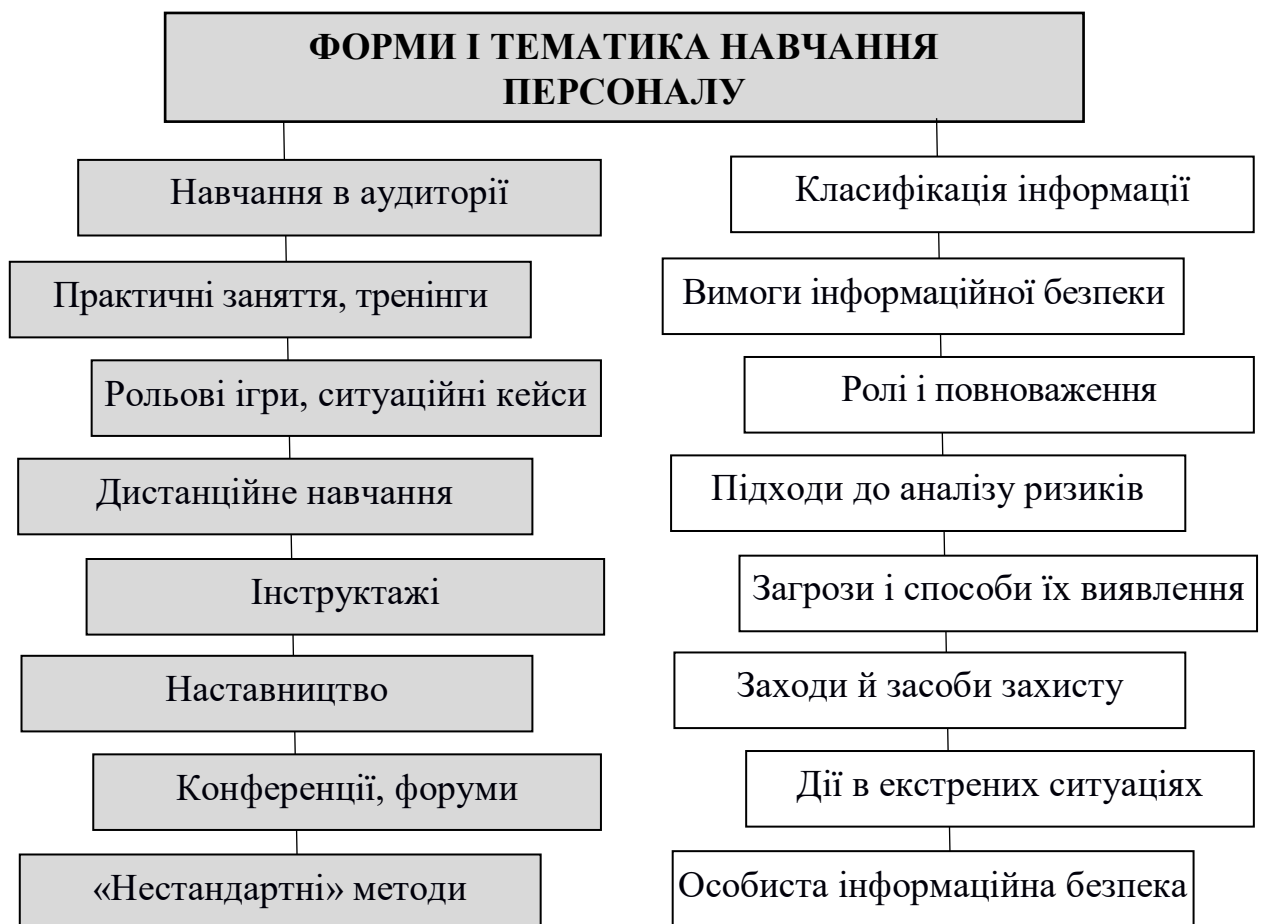 ФОРМИ І ТЕМАТИКА НАВЧАННЯ
ПЕРСОНАЛУ
Навчання в аудиторії
Практичні заняття, тренінги
Рольові ігри, ситуаційні кейси
Дистанційне навчання
Інструктажі
Наставництво
Конференції, форуми
«Нестандартні» методи
Класифікація інформації
Вимоги інформаційної безпеки
Ролі і повноваження
Підходи до аналізу ризиків
Загрози і способи їх виявлення
Заходи й засоби захисту
Дії в екстрених ситуаціях
Особиста інформаційна безпека